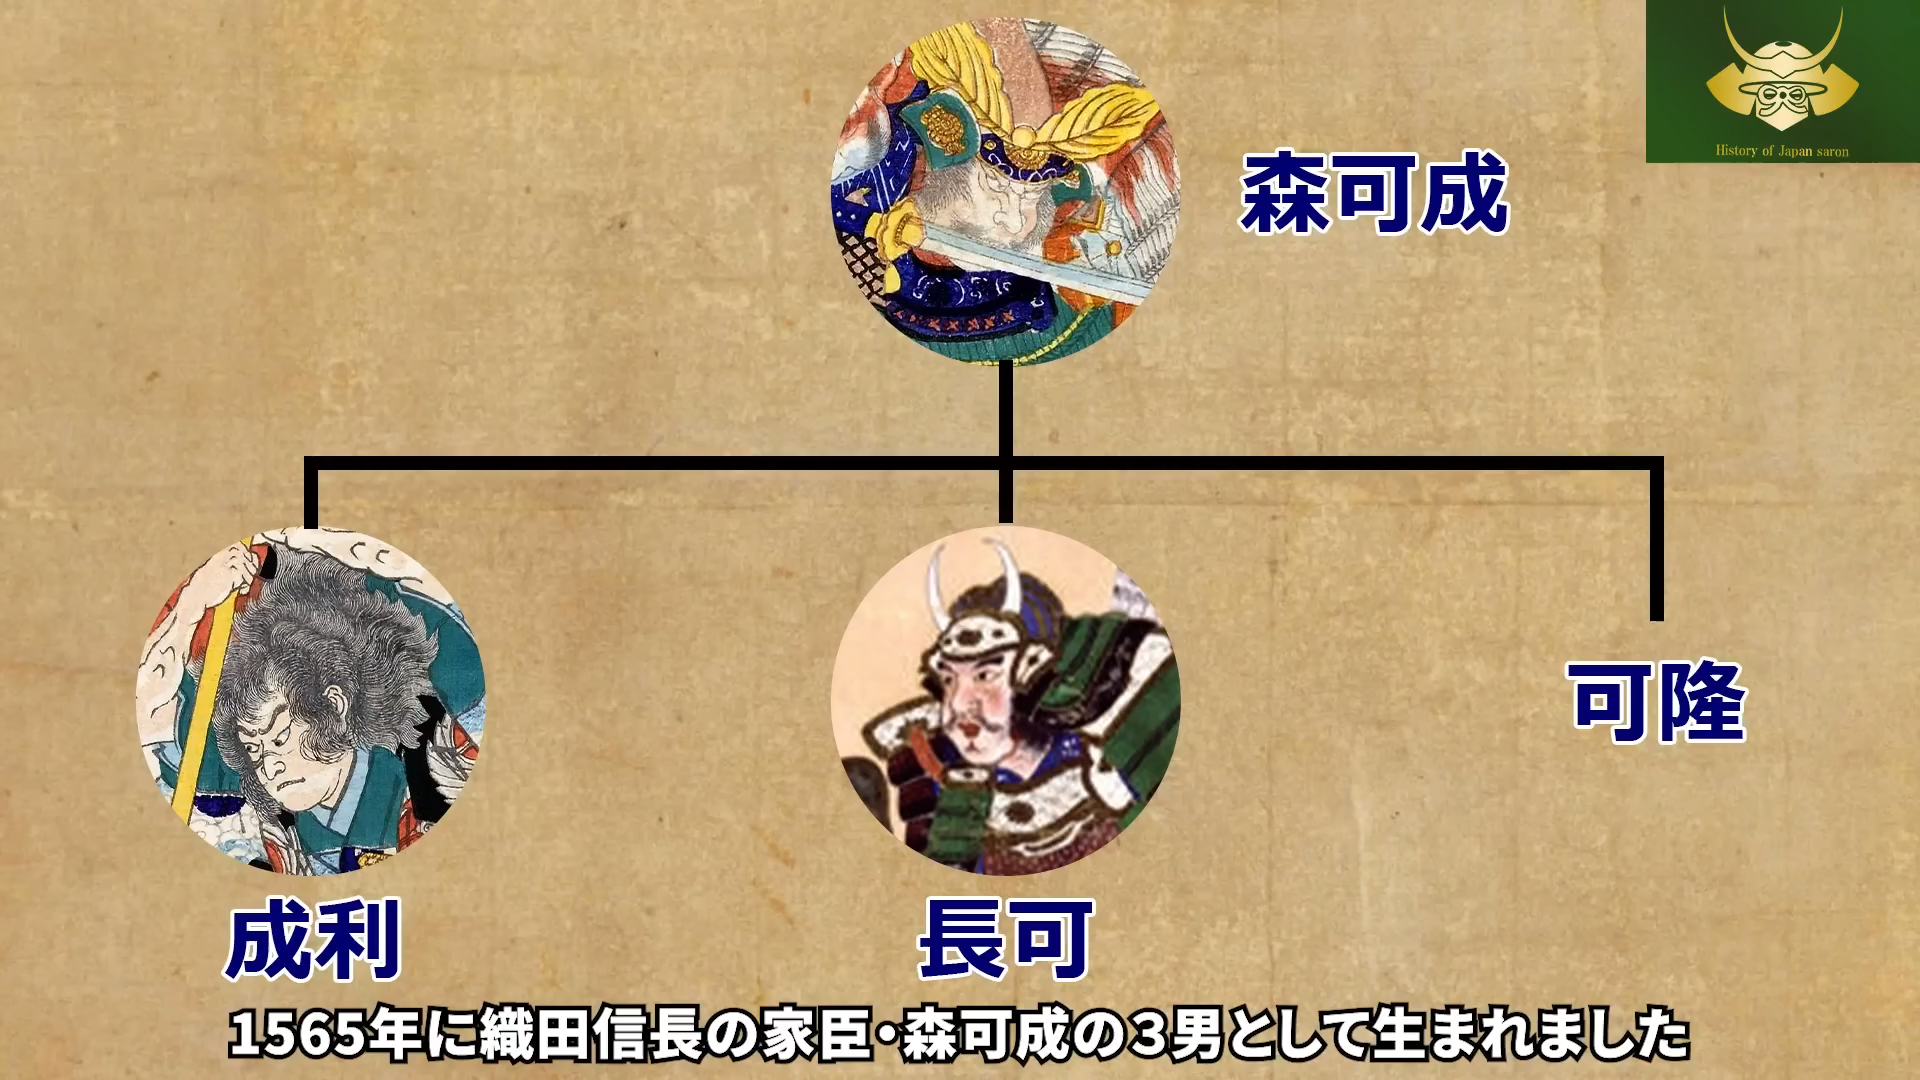 History of Japan saron
森可成
可隆
成利
長可
1565年に織田信長の家臣・森可成の3男として生まれました